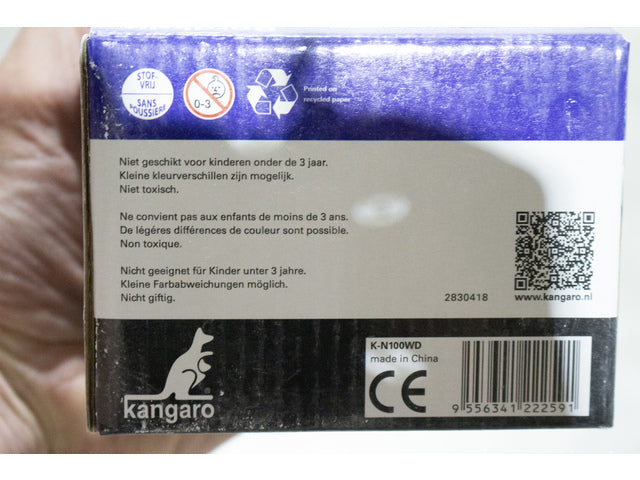 STOF-
VRIJ
SANS
POUSSIÈRE
0-3
Printed on
recycled paper
Niet geschikt voor kinderen onder de 3 jaar.
Kleine kleurverschillen zijn mogelijk.
Niet toxisch.
Ne convient pas aux enfants de moins de 3 ans.
De légéres différences de couleur sont possible.
Non toxique.
Nicht geeignet für Kinder unter 3 jahre.
Kleine Farbabweichungen möglich.
Nicht giftig.
2830418
www.kangaro.nl
kangaro
K-N100WD
made in China
CE
9 556341 222591